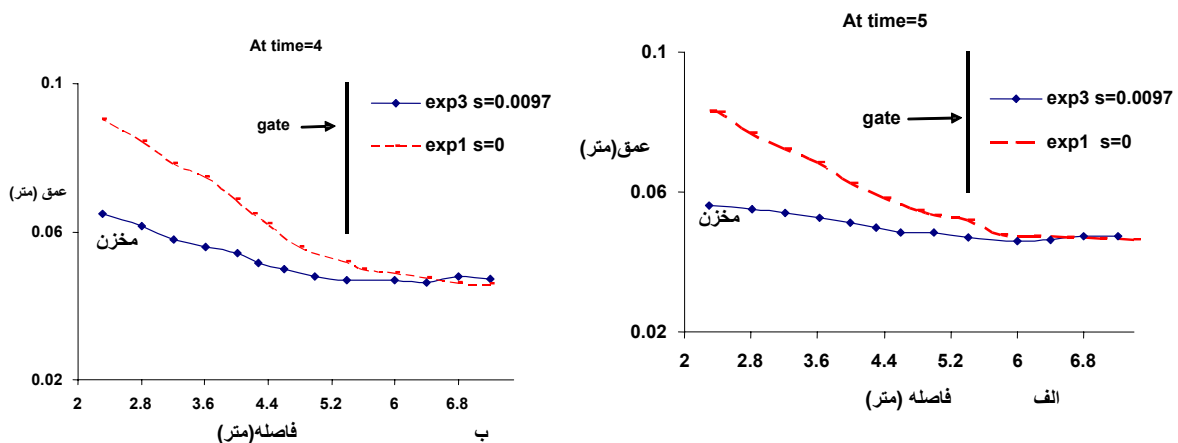 At time=4
0.1
0.06
0.02
عمق (متر)
مخزن
gate
exp3 s=0.0097
exp1 s=0
2 2.8 3.6 4.4 5.2 6 6.8
فاصله(متر)
ب
At time=5
0.1
0.06
0.02
عمق(متر)
مخزن
gate
exp3 s=0.0097
exp1 s=0
2 2.8 3.6 4.4 5.2 6 6.8
فاصله (متر)
الف